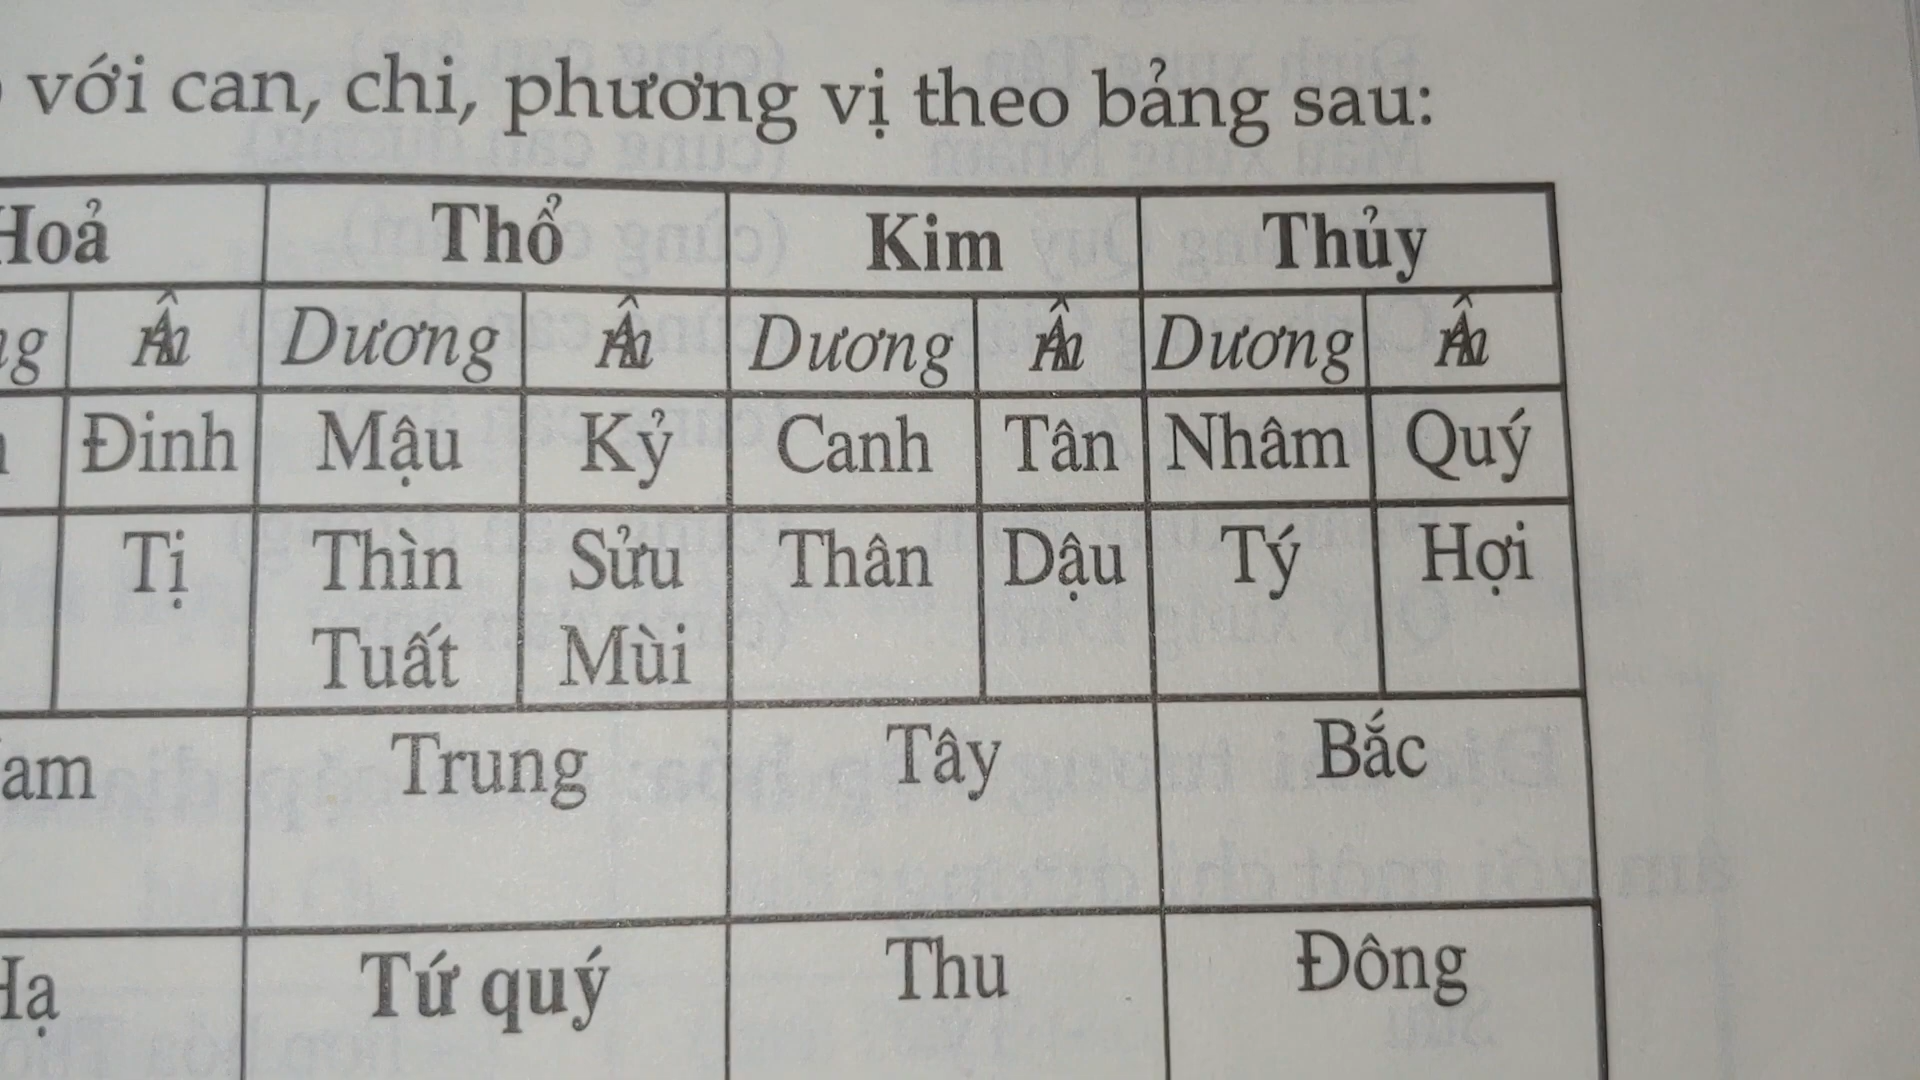 với can, chi, phương vị theo bảng sau:
Hoả Thổ Kim Thủy
Âm Dương Âm Dương Âm Dương Âm
Đinh Mậu Kỷ Canh Tân Nhâm Quý
Tị Thìn Sửu Thân Dậu Tý Hợi
Tuất Mùi
Trung Tây Bắc
Hạ Tứ quý Thu Đông